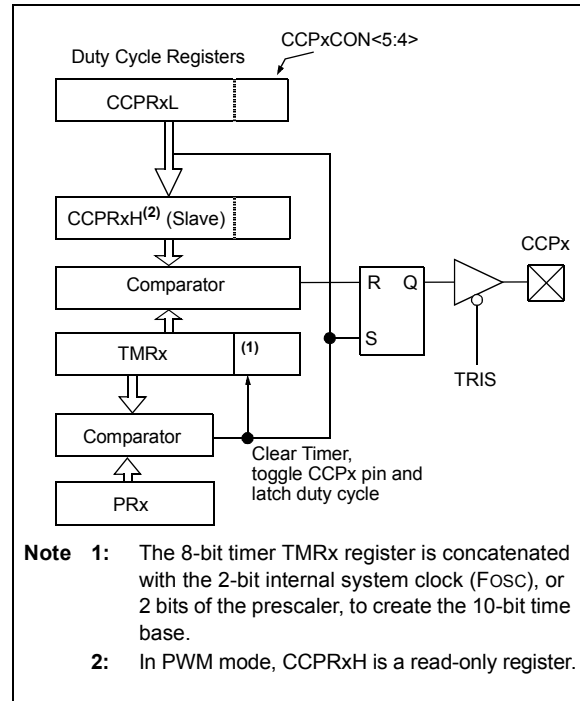 CCPxCON<5:4>
Duty Cycle Registers
CCPRxL
CCPRxH(2) (Slave)
CCPx
Comparator
R Q
S
TMRx (1)
TRIS
Comparator
Clear Timer,
toggle CCPx pin and
latch duty cycle
PRx
Note 1: The 8-bit timer TMRx register is concatenated
with the 2-bit internal system clock (FOSC), or
2 bits of the prescaler, to create the 10-bit time
base.
2: In PWM mode, CCPRxH is a read-only register.